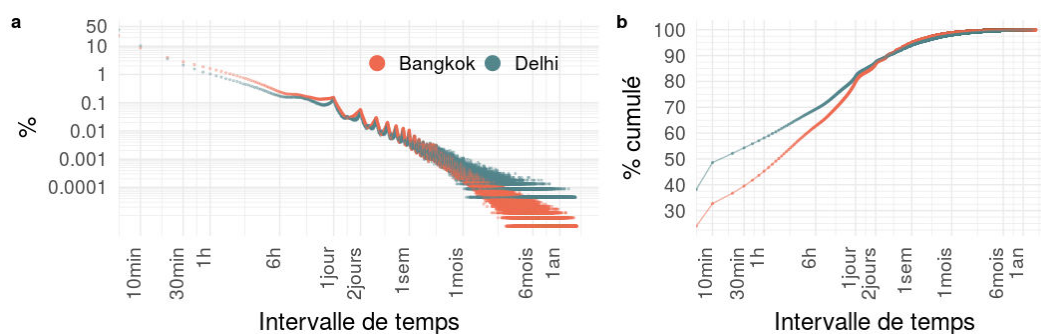 a
b
50
10
1
0.1
0.01
0.001
0.0001
%
Bangkok Delhi
10min 30min 1h 6h 1jour 2jours 1sem 1mois 6mois 1an
Intervalle de temps
100
90
80
70
60
50
40
30
% cumulé
10min 30min 1h 6h 1jour 2jours 1sem 1mois 6mois 1an
Intervalle de temps